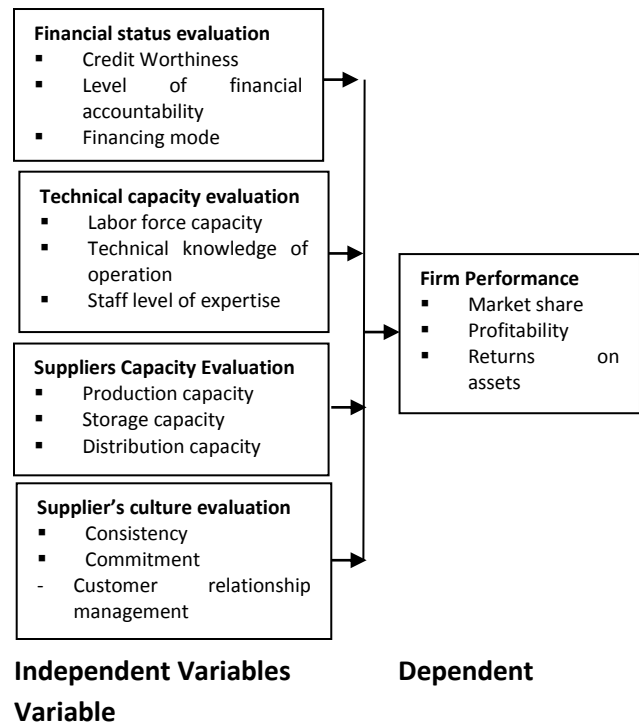 Financial status evaluation
▪ Credit Worthiness
▪ Level of financial
accountability
▪ Financing mode
Technical capacity evaluation
▪ Labor force capacity
▪ Technical knowledge of
operation
▪ Staff level of expertise
Suppliers Capacity Evaluation
▪ Production capacity
▪ Storage capacity
▪ Distribution capacity
Supplier’s culture evaluation
▪ Consistency
▪ Commitment
- Customer relationship
management
Firm Performance
▪ Market share
▪ Profitability
▪ Returns on
assets
Independent Variables Dependent
Variable